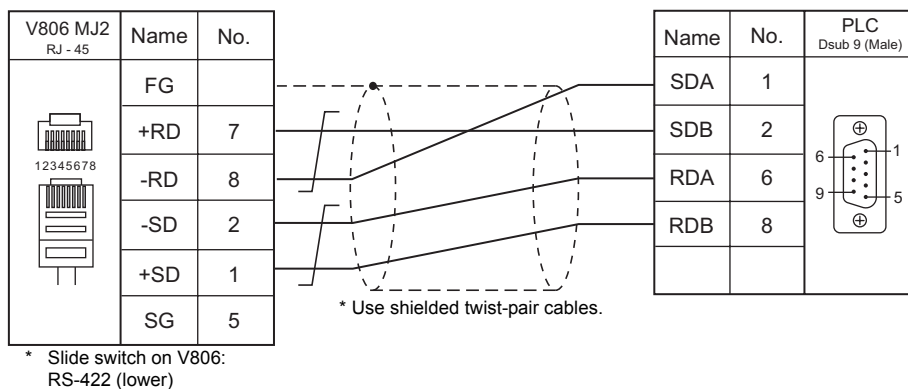 V806 MJ2
RJ - 45
Name No.
FG
+RD 7
-RD 8
-SD 2
+SD 1
SG 5
12345678
* Slide switch on V806:
RS-422 (lower)
* Use shielded twist-pair cables.
Name No.
PLC
Dsub 9 (Male)
SDA 1
SDB 2
RDA 6
RDB 8
6
1
9
5